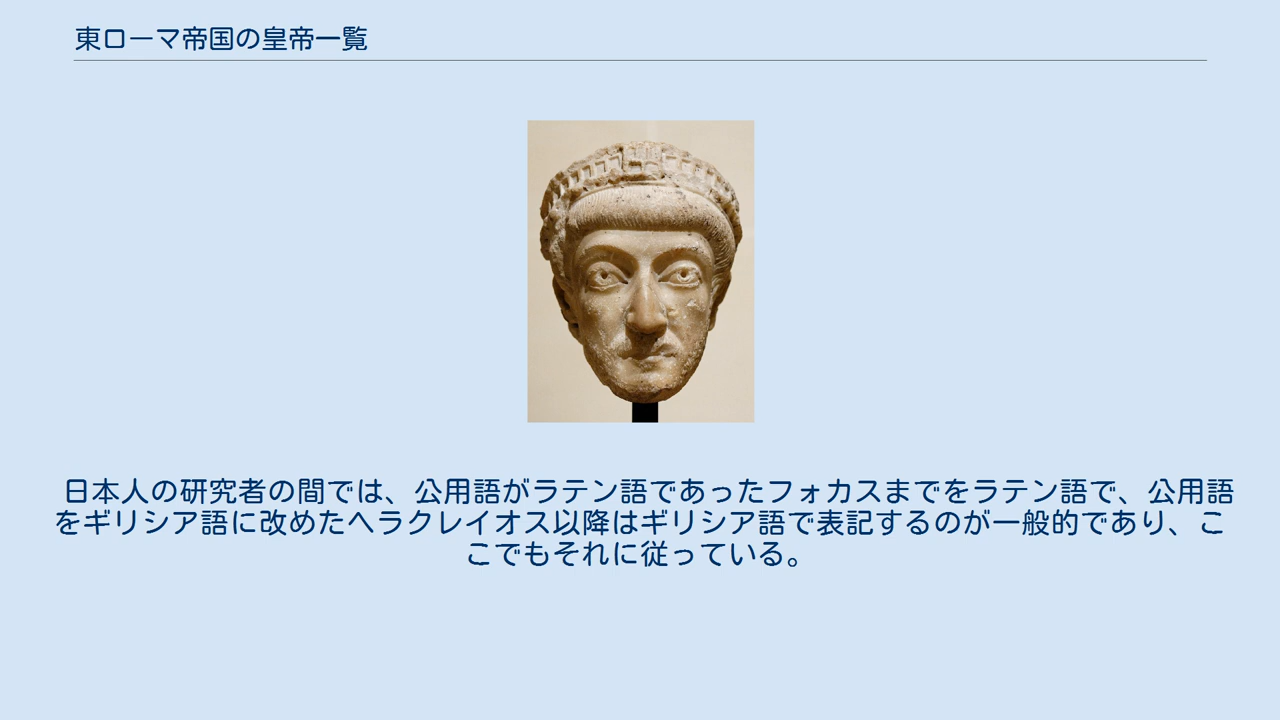 東ローマ帝国の皇帝一覧
日本人の研究者の間では、公用語がラテン語であったフォカスまでをラテン語で、公用語
をギリシア語に改めたヘラクレイオス以降はギリシア語で表記するのが一般的であり、こ
こでもそれに従っている。